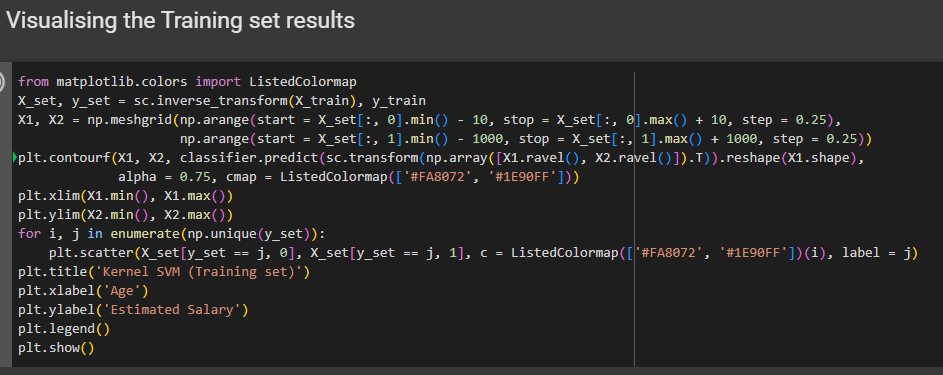 Visualising the Training set results
from matplotlib.colors import ListedColormap
X_set, y_set = sc.inverse_transform(X_train), y_train
X1, X2 = np.meshgrid(np.arange(start = X_set[:, 0].min() - 10, stop = X_set[:, 0].max() + 10, step = 0.25),
                     np.arange(start = X_set[:, 1].min() - 1000, stop = X_set[:, 1].max() + 1000, step = 0.25))
plt.contourf(X1, X2, classifier.predict(sc.transform(np.array([X1.ravel(), X2.ravel()]).T)).reshape(X1.shape),
             alpha = 0.75, cmap = ListedColormap(['#FA8072', '#1E90FF']))
plt.xlim(X1.min(), X1.max())
plt.ylim(X2.min(), X2.max())
for i, j in enumerate(np.unique(y_set)):
    plt.scatter(X_set[y_set == j, 0], X_set[y_set == j, 1], c = ListedColormap(['#FA8072', '#1E90FF'])(i), label = j)
plt.title('Kernel SVM (Training set)')
plt.xlabel('Age')
plt.ylabel('Estimated Salary')
plt.legend()
plt.show()